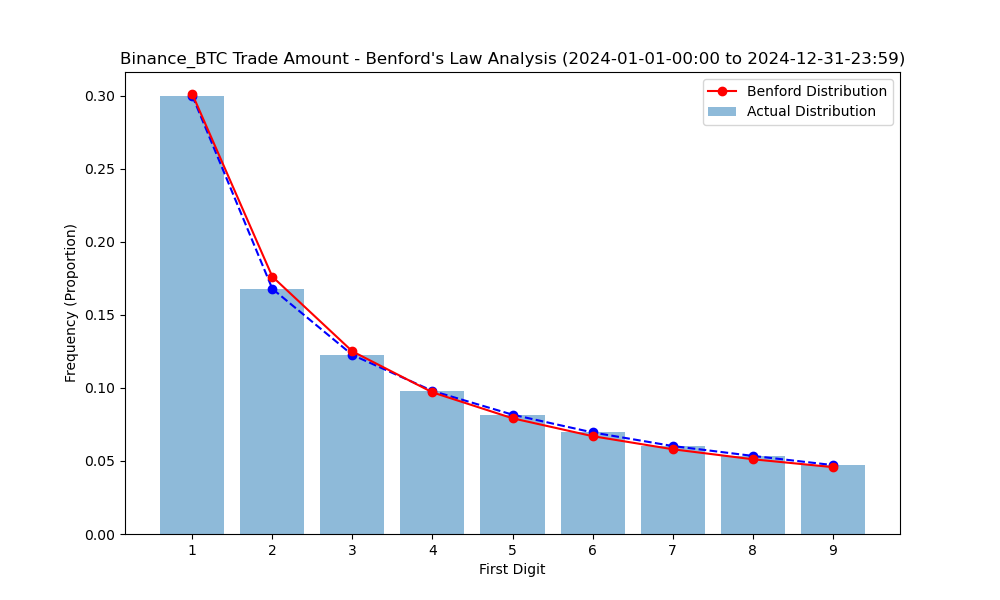 Binance_BTC Trade Amount - Benford's Law Analysis (2024-01-01-00:00 to 2024-12-31-23:59)
Benford Distribution
Actual Distribution
Frequency (Proportion)
0.30
0.25
0.20
0.15
0.10
0.05
0.00
1 2 3 4 5 6 7 8 9
First Digit